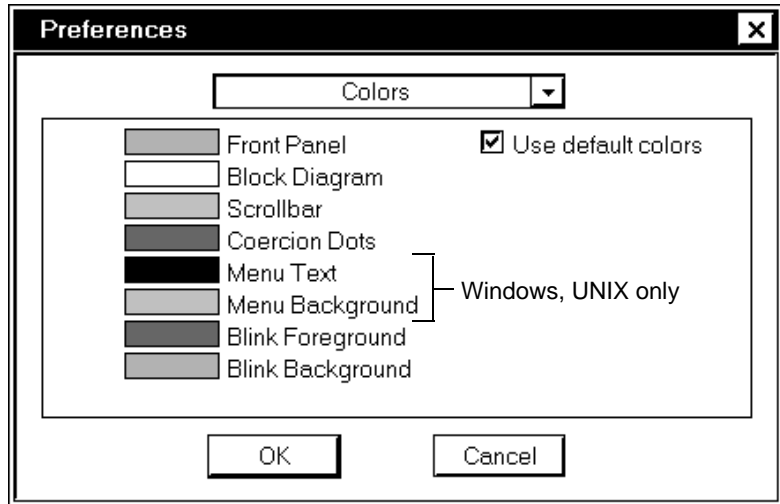 Preferences
Colors
Front Panel
Use default colors
Block Diagram
Scrollbar
Coercion Dots
Menu Text
Windows, UNIX only
Menu Background
Blink Foreground
Blink Background
OK
Cancel